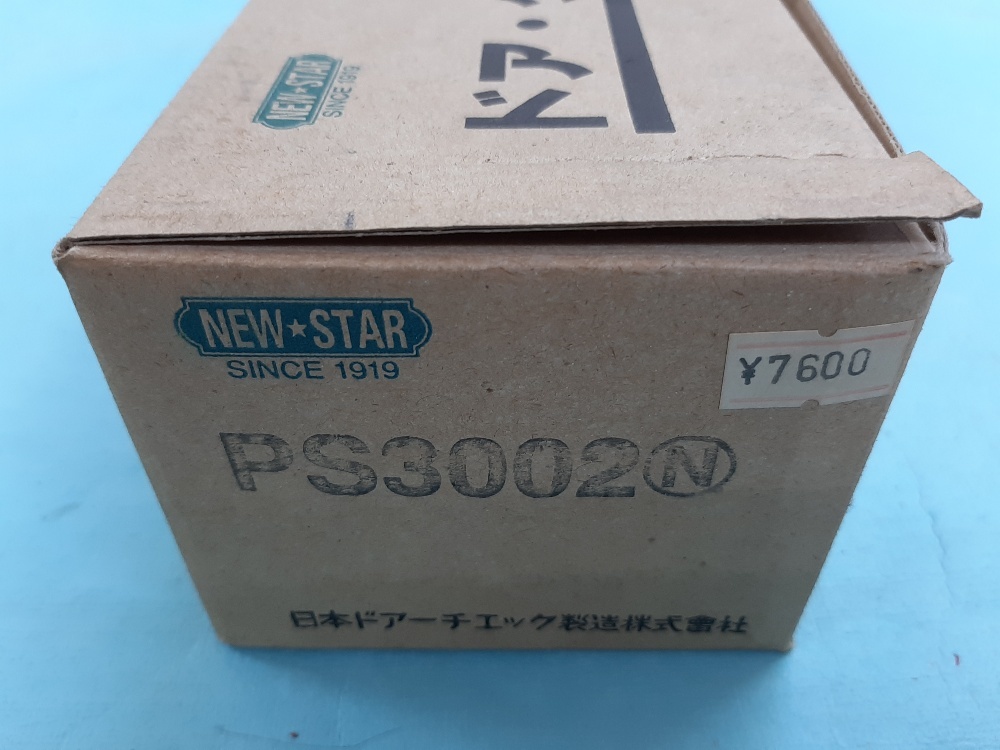 NEW★STAR
SINCE 1919
ドア・
NEW★STAR
SINCE 1919
¥7600
PS3002Ⓝ
日本ドアーチエック製造株式會社